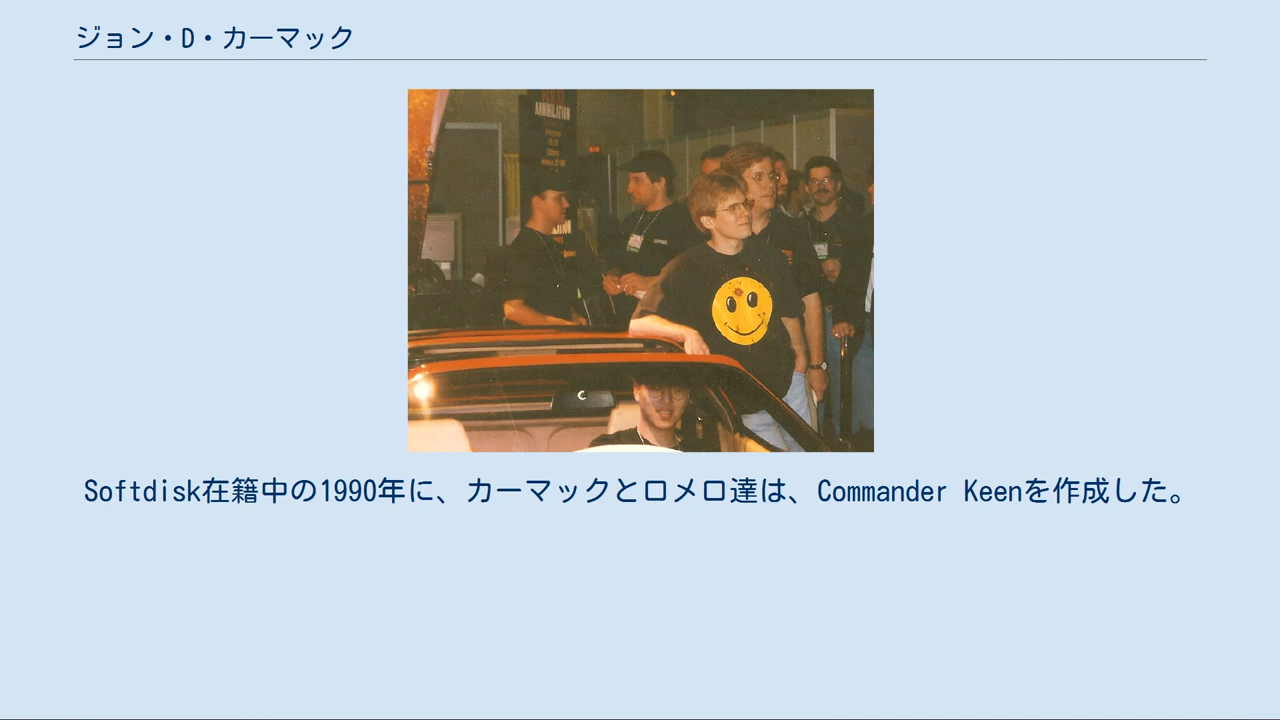 ジョン・D・カーマック
ANNIHILATION
Softdisk在籍中の1990年に、カーマックとロメロ達は、Commander Keenを作成した。